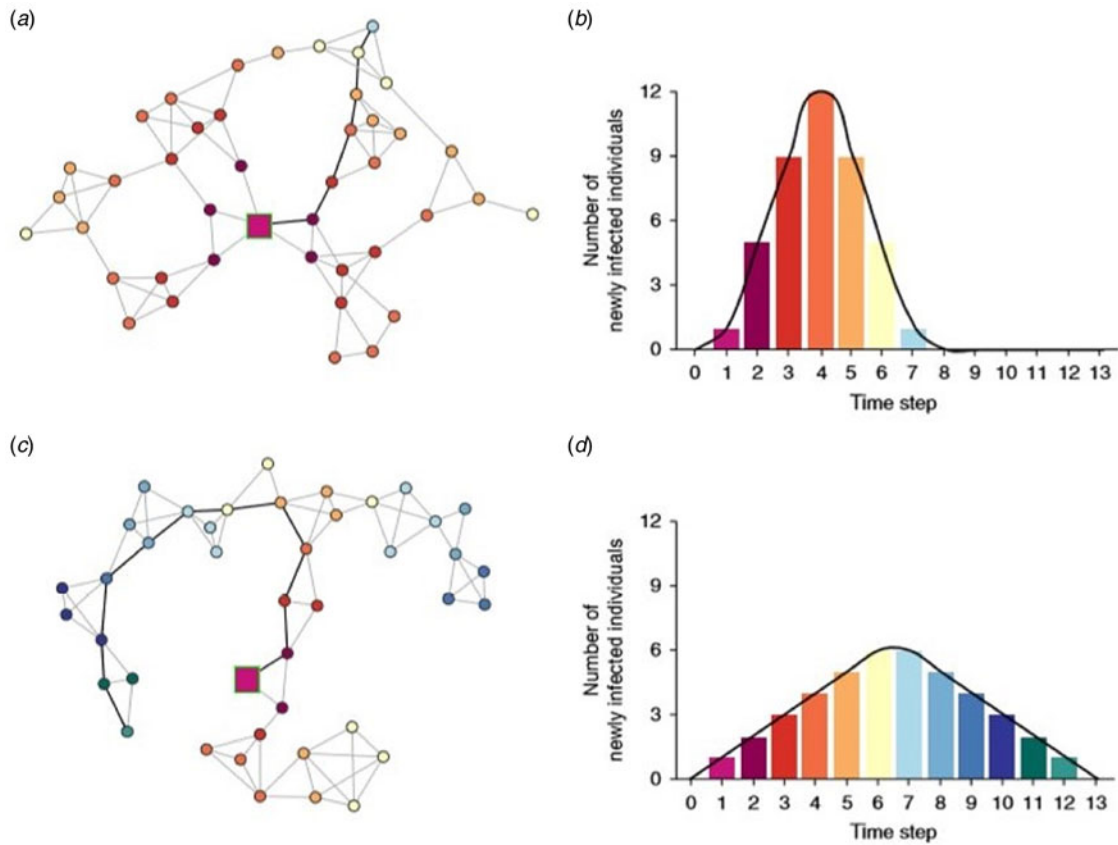 (a)
(b)
Number of
newly infected individuals
12
9
6
3
0
0 1 2 3 4 5 6 7 8 9 10 11 12 13
Time step
(c)
(d)
Number of
newly infected individuals
12
9
6
3
0
0 1 2 3 4 5 6 7 8 9 10 11 12 13
Time step